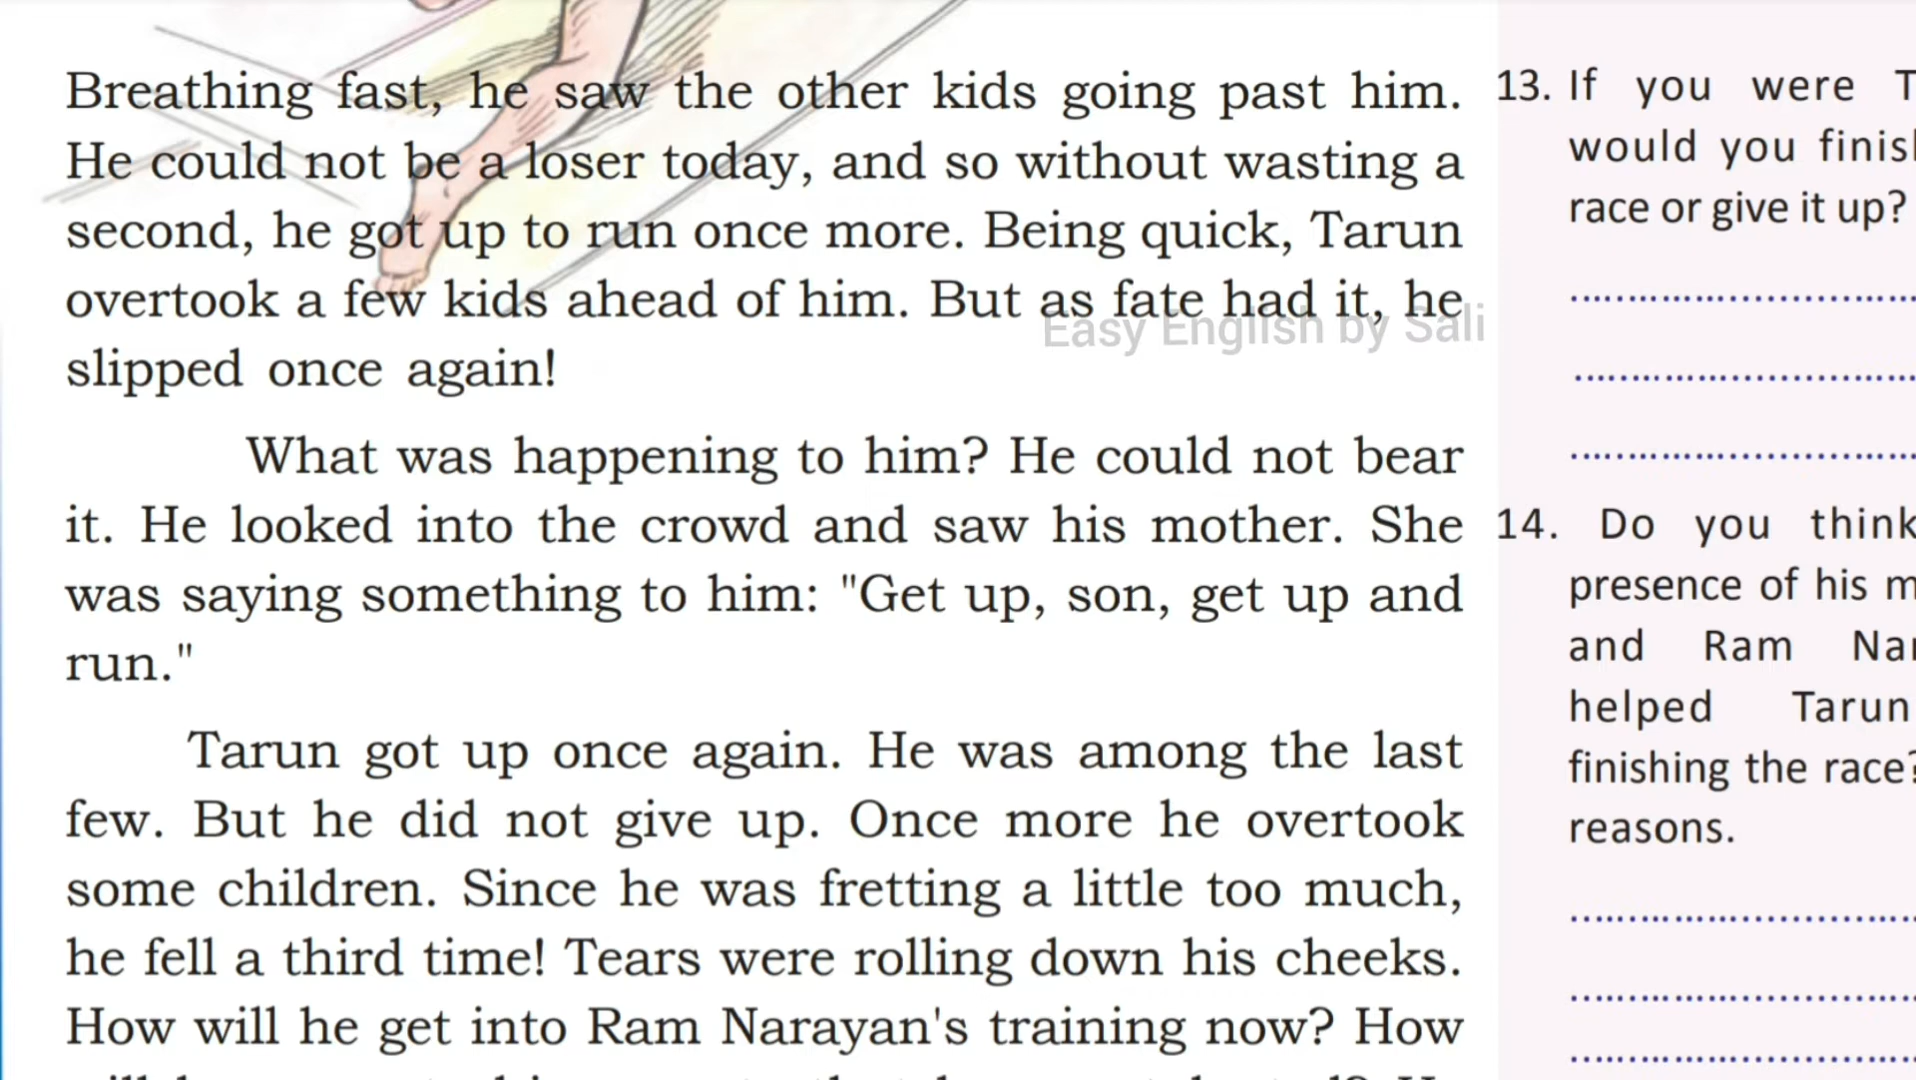 Breathing fast, he saw the other kids going past him.
He could not be a loser today, and so without wasting a
second, he got up to run once more. Being quick, Tarun
overtook a few kids ahead of him. But as fate had it, he
slipped once again!
Easy English by Sali
What was happening to him? He could not bear
it. He looked into the crowd and saw his mother. She
was saying something to him: "Get up, son, get up and
run."
Tarun got up once again. He was among the last
few. But he did not give up. Once more he overtook
some children. Since he was fretting a little too much,
he fell a third time! Tears were rolling down his cheeks.
How will he get into Ram Narayan's training now? How
13. If you were
would you
race or give it up?
14. Do you think
presence of his
and Ram
helped Tarun
finishing the race?
reasons.